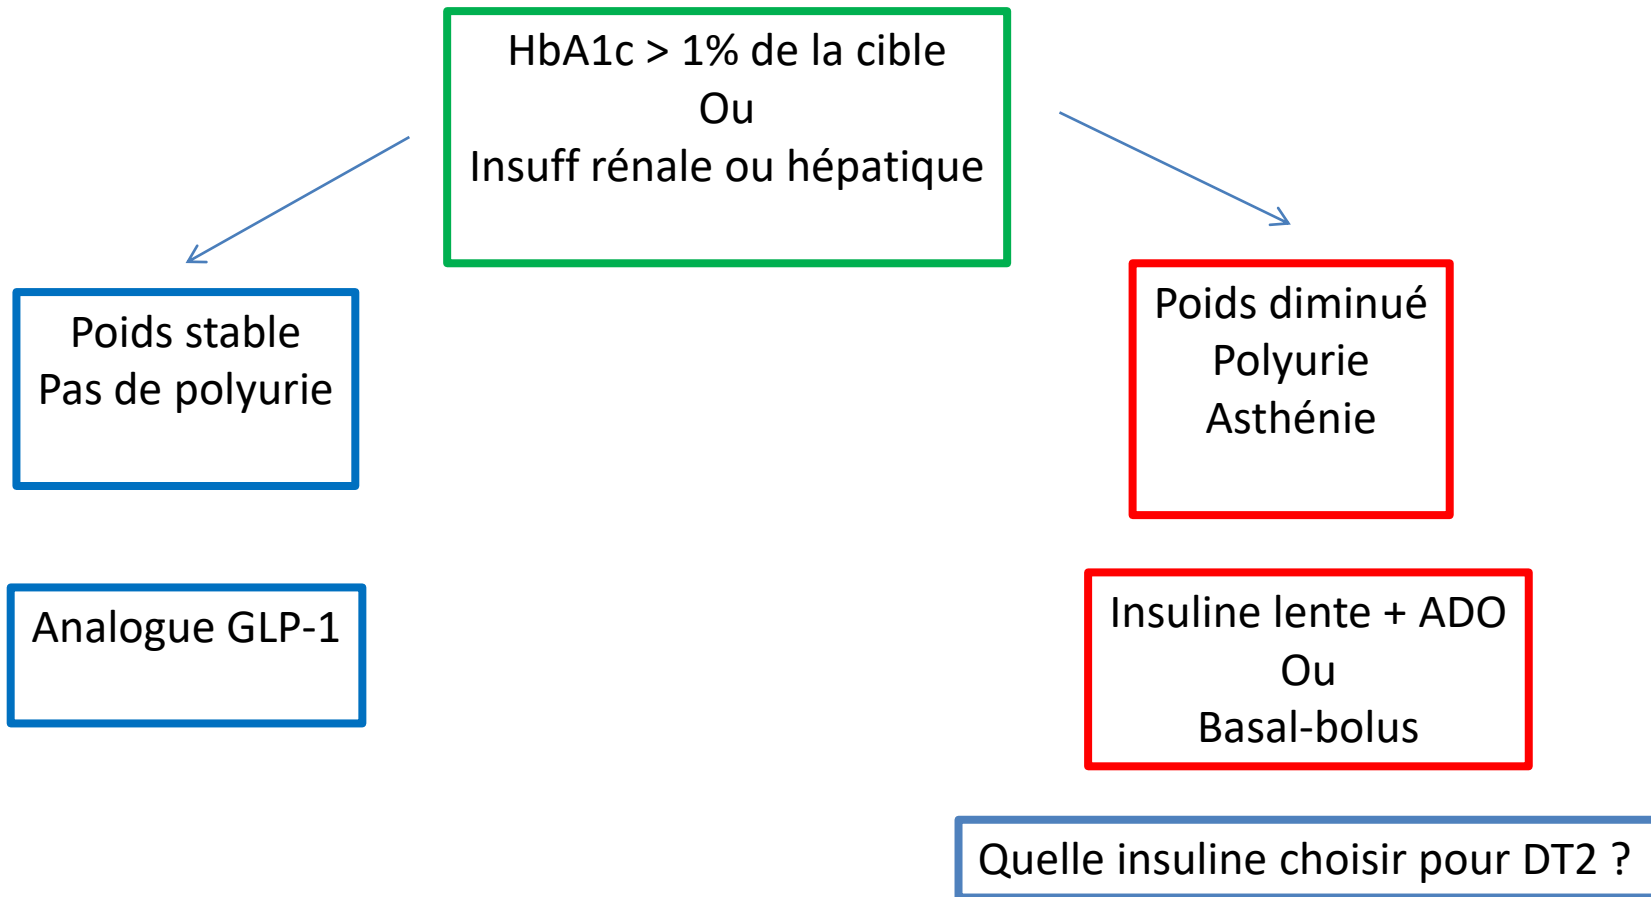 HbA1c > 1% de la cible
Ou
Insuff rénale ou hépatique
Poids stable
Pas de polyurie
Poids diminué
Polyurie
Asthénie
Analogue GLP-1
Insuline lente + ADO
Ou
Basal-bolus
Quelle insuline choisir pour DT2 ?